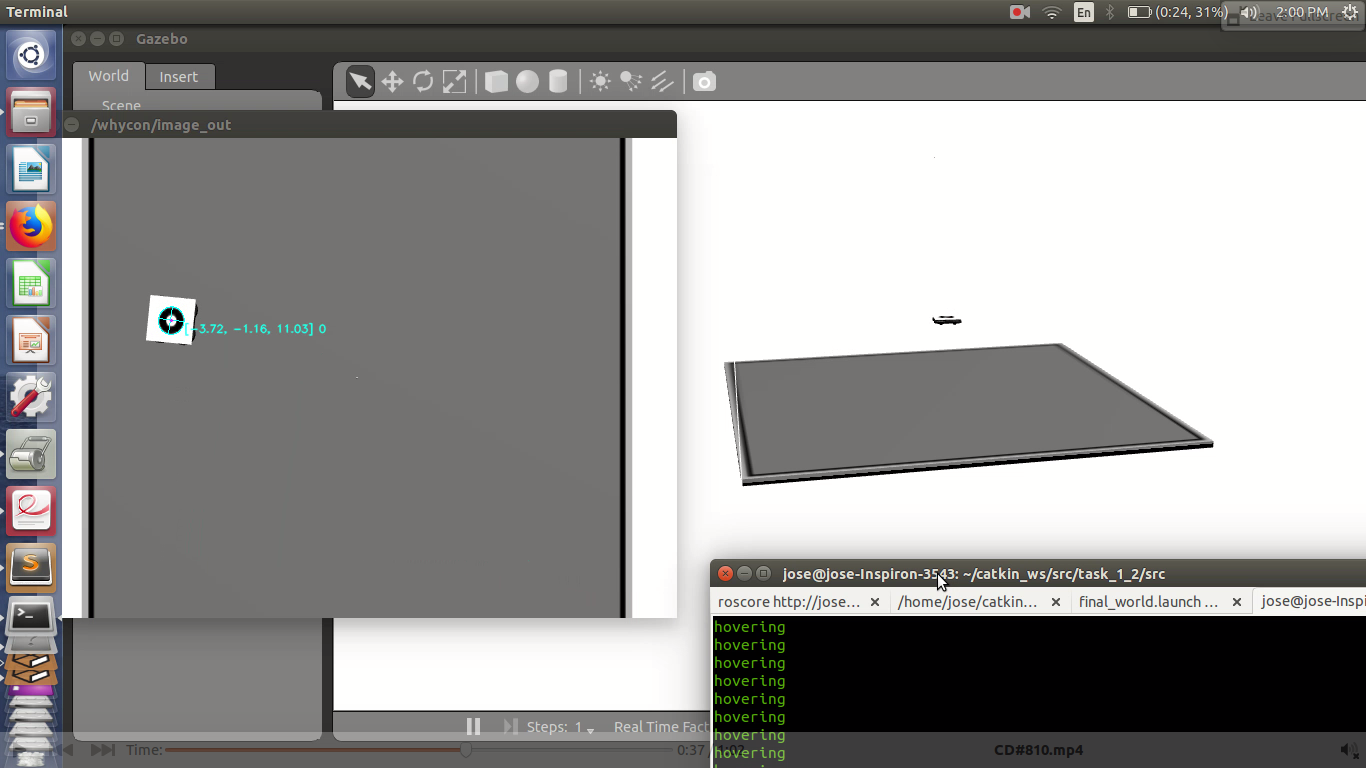 Terminal
En
(0:24, 31%)
2:00 PM
Leave Fullscreen
Gazebo
World
Insert
Scene
/whycon/image_out
[-3.72, -1.16, 11.03] 0
jose@jose-Inspiron-3543: ~/catkin_ws/src/task_1_2/src
roscore http://jose...
/home/jose/catkin...
final_world.launch ...
jose@jose-Inspi
hovering
hovering
hovering
hovering
hovering
hovering
hovering
hovering
Steps: 1
Real Time Fact
Time:
0:37
CD#810.mp4